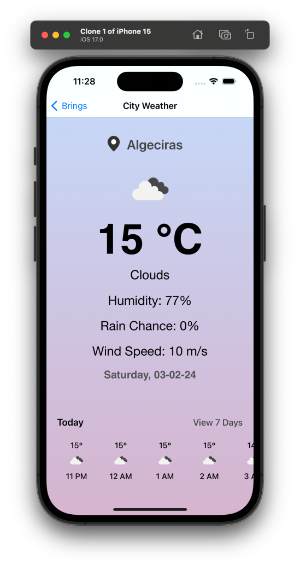 Clone 1 of iPhone 15
iOS 17.0
11:28
Brings City Weather
Algeciras
15 °C
Clouds
Humidity: 77%
Rain Chance: 0%
Wind Speed: 10 m/s
Saturday, 03-02-24
Today View 7 Days
15° 15° 15° 15° 14
11 PM 12 AM 1 AM 2 AM 3 A